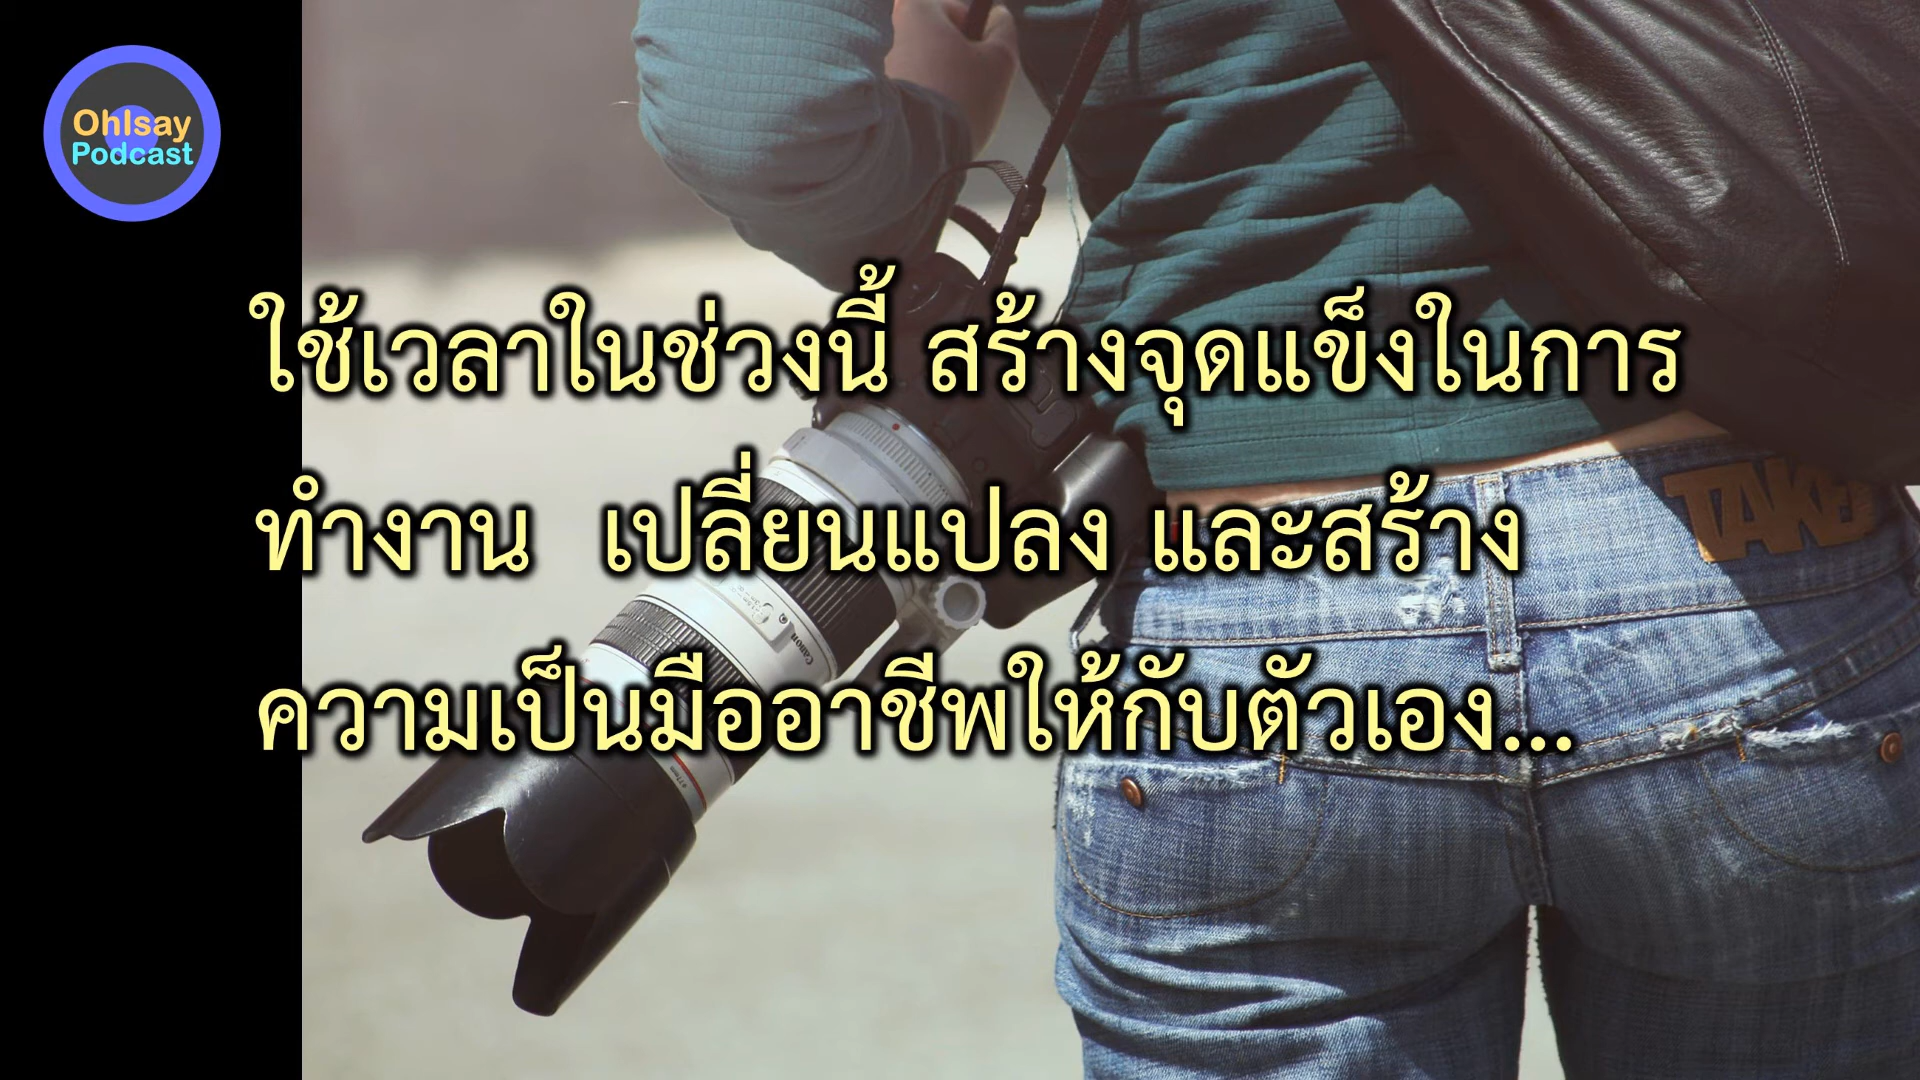 Ohlsay
Podcast
ใช้เวลาในช่วงนี้ สร้างจุดแข็งในการ
ทำงาน  เปลี่ยนแปลง และสร้าง
ความเป็นมืออาชีพให้กับตัวเอง...
TAKE
CANON